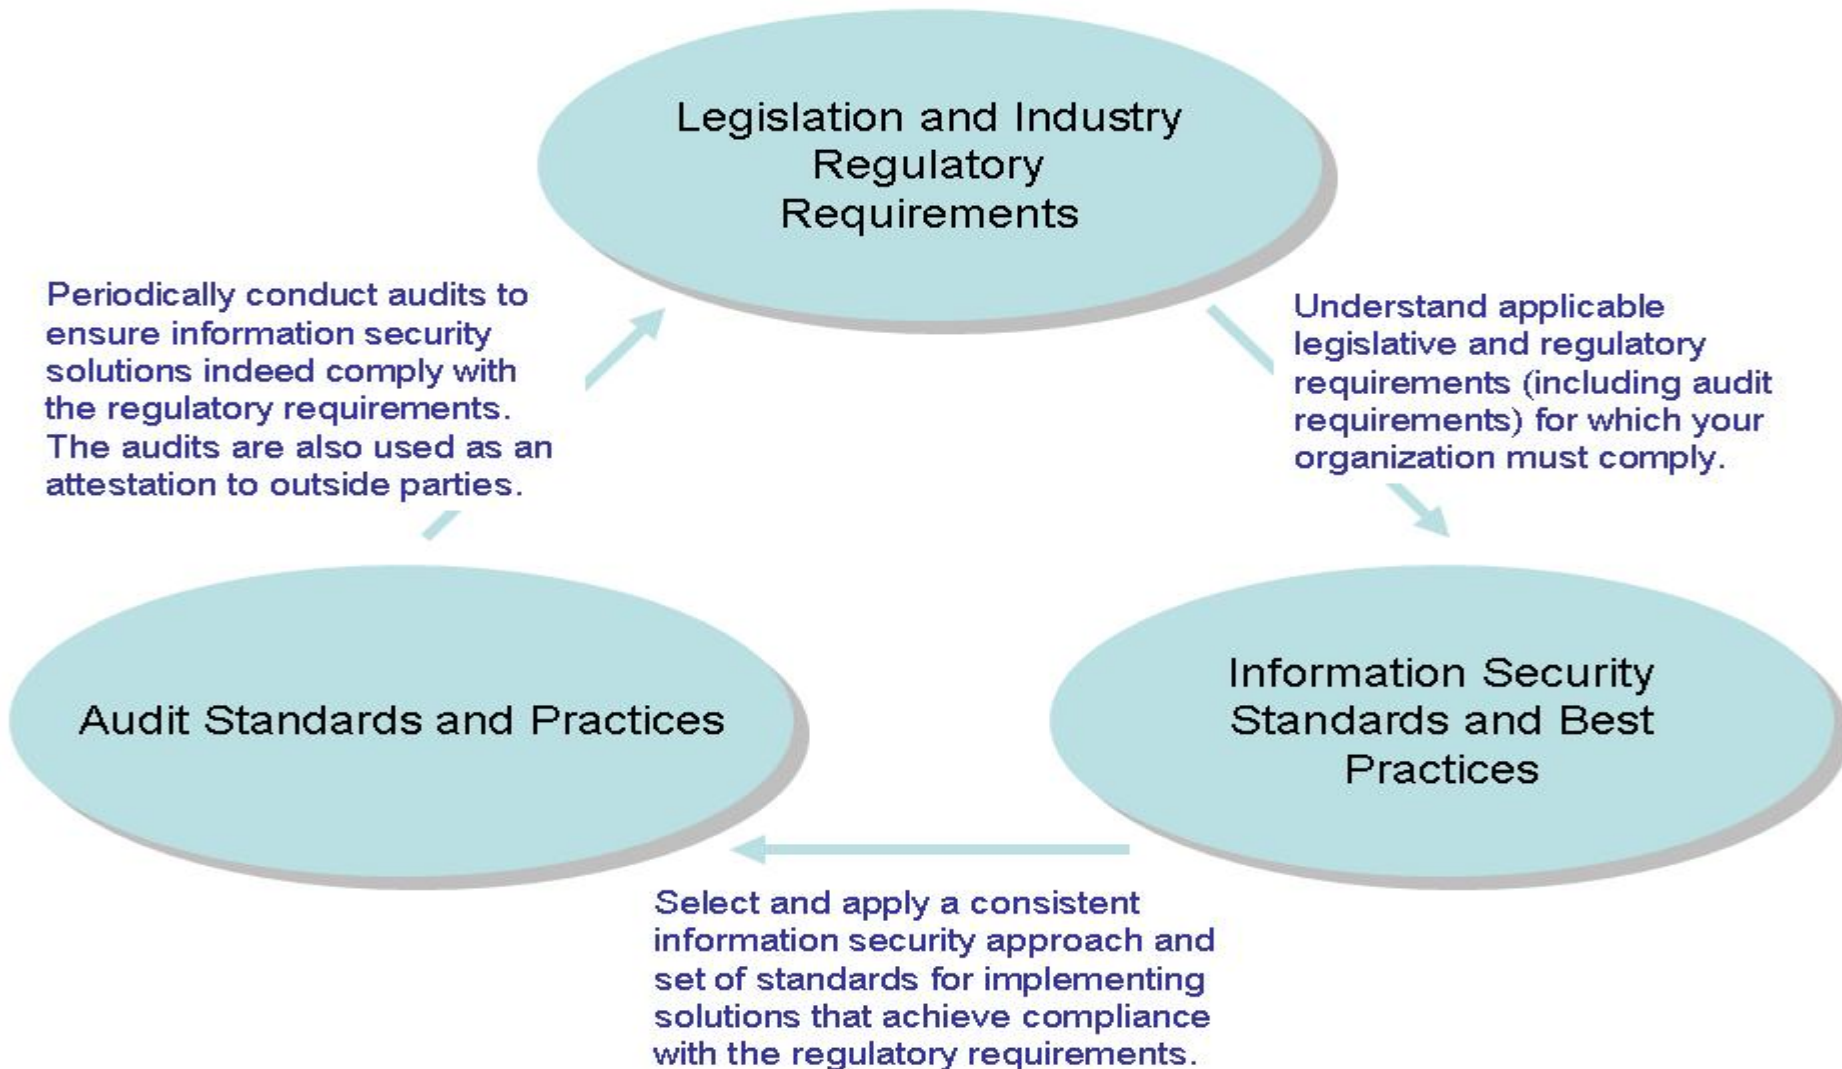 Legislation and Industry
Regulatory
Requirements
Periodically conduct audits to
ensure information security
solutions indeed comply with
the regulatory requirements.
The audits are also used as an
attestation to outside parties.
Understand applicable
legislative and regulatory
requirements (including audit
requirements) for which your
organization must comply.
Audit Standards and Practices
Information Security
Standards and Best
Practices
Select and apply a consistent
information security approach and
set of standards for implementing
solutions that achieve compliance
with the regulatory requirements.